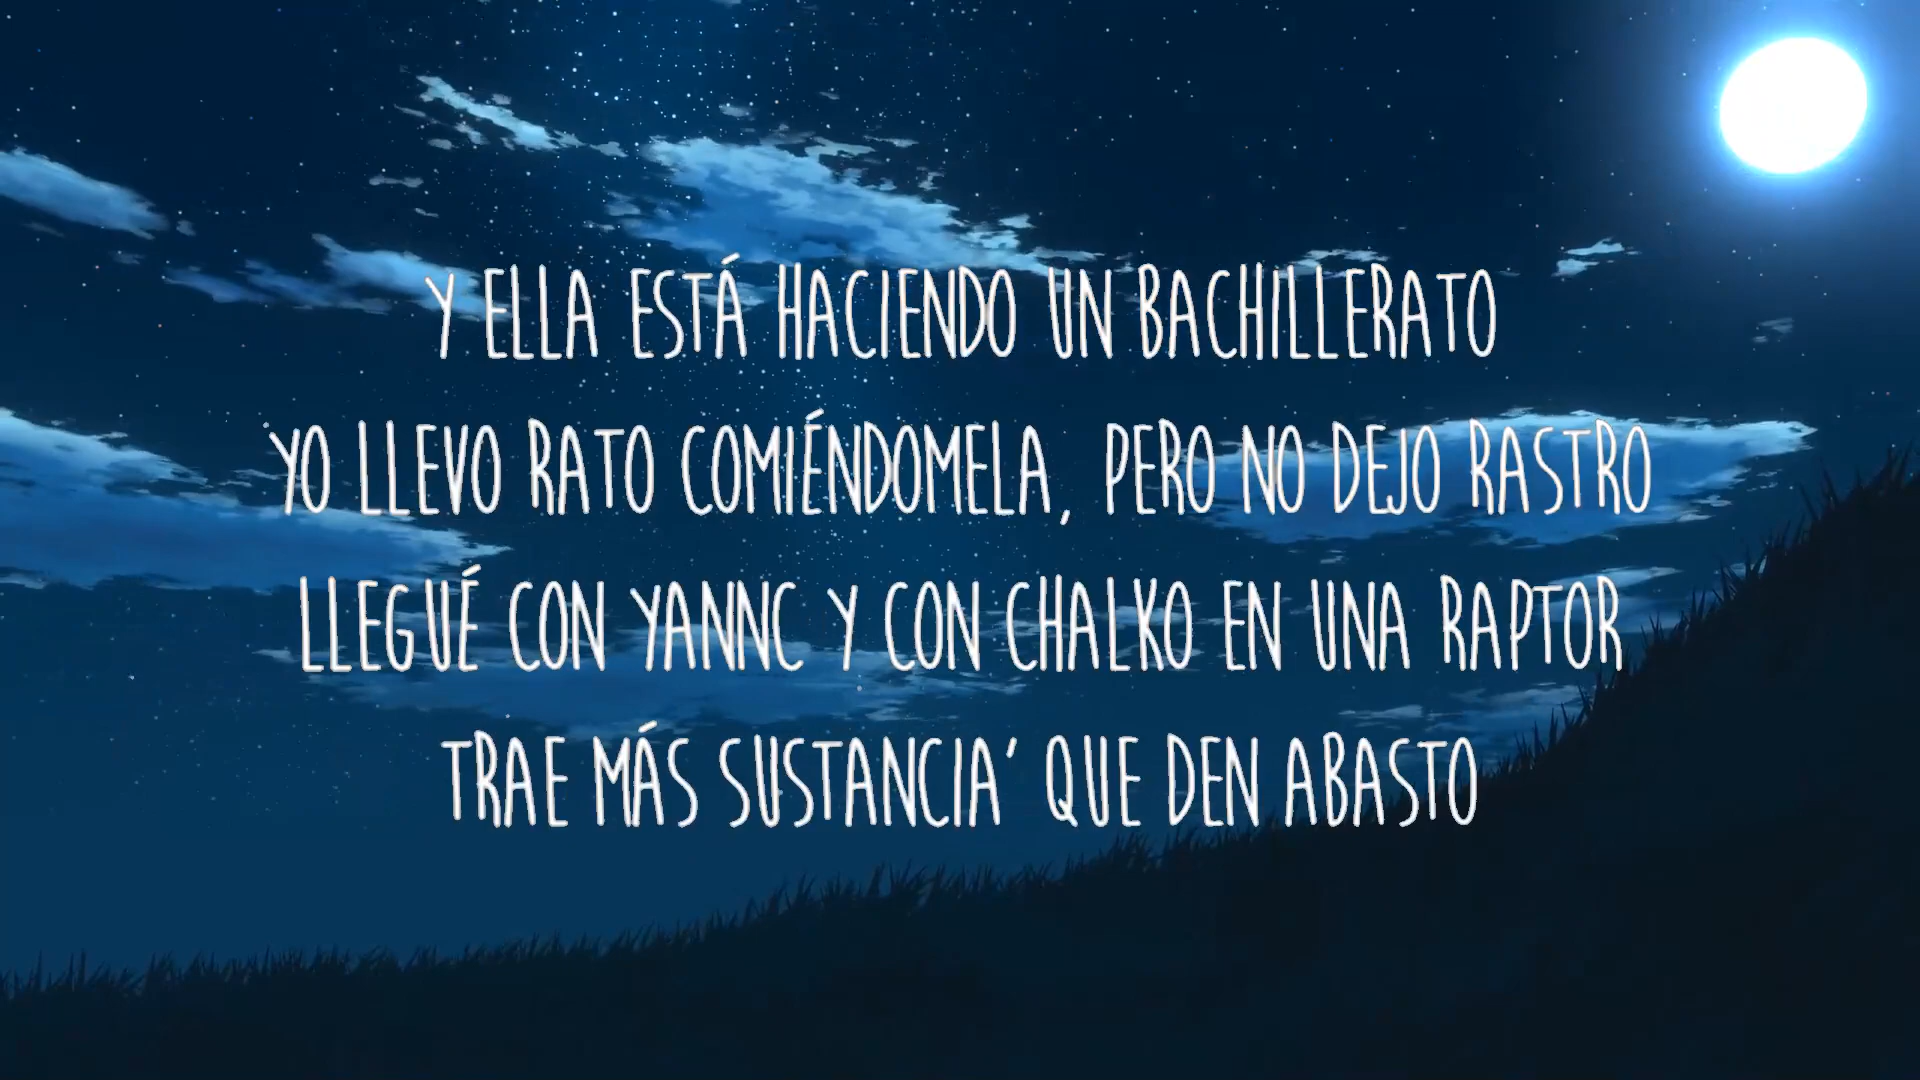 Y ELLA ESTÁ HACIENDO UN BACHILLERATO
YO LLEVO RATO COMIÉNDOMELA, PERO NO DEJO RASTRO
LLEGUÉ CON YANNC Y CON CHALKO EN UNA RAPTOR
TRAE MÁS SUSTANCIA' QUE DEN ABASTO